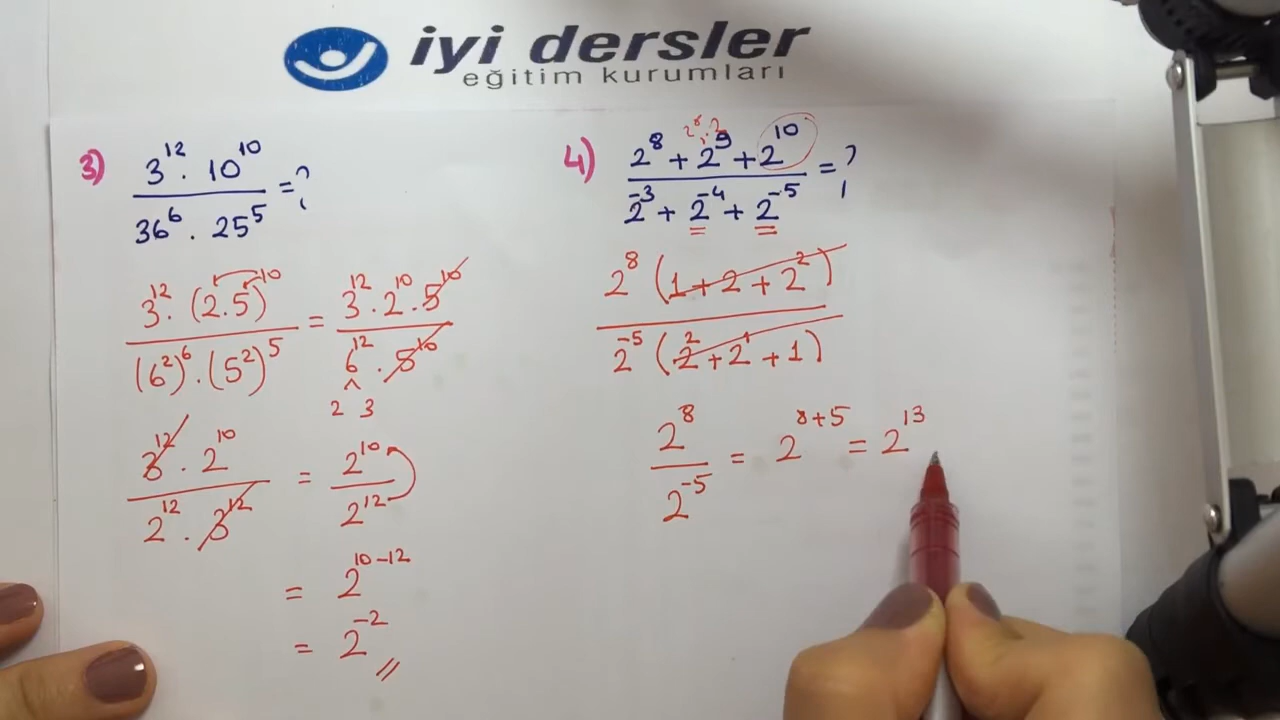 iyi dersler
eğitim kurumları
3) 3^12 . 10^10 / 36^6 . 25^5 = ?
3^12 . (2.5)^10 / (6^2)^6 . (5^2)^5 = 3^12 . 2^10 . 5^10 / 6^12 . 5^10
2 3
3^12 . 2^10 / 2^12 . 3^12 = 2^10 / 2^12
= 2^10-12
= 2^-2 //
4) 2^8 + 2^9 + 2^10 / 2^-3 + 2^-4 + 2^-5 = ?
2^8 (1 + 2 + 2^2) / 2^-5 (2^2 + 2^1 + 1)
2^8 / 2^-5 = 2^8+5 = 2^13